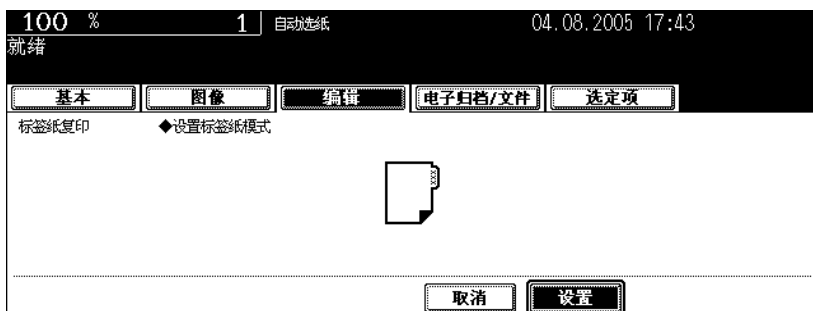 100 % 1 自动选纸 04.08.2005 17:43
就绪
基本 图像 编辑 电子归档/文件 选定项
标签纸复印 ◆设置标签纸模式
XXX
取消 设置